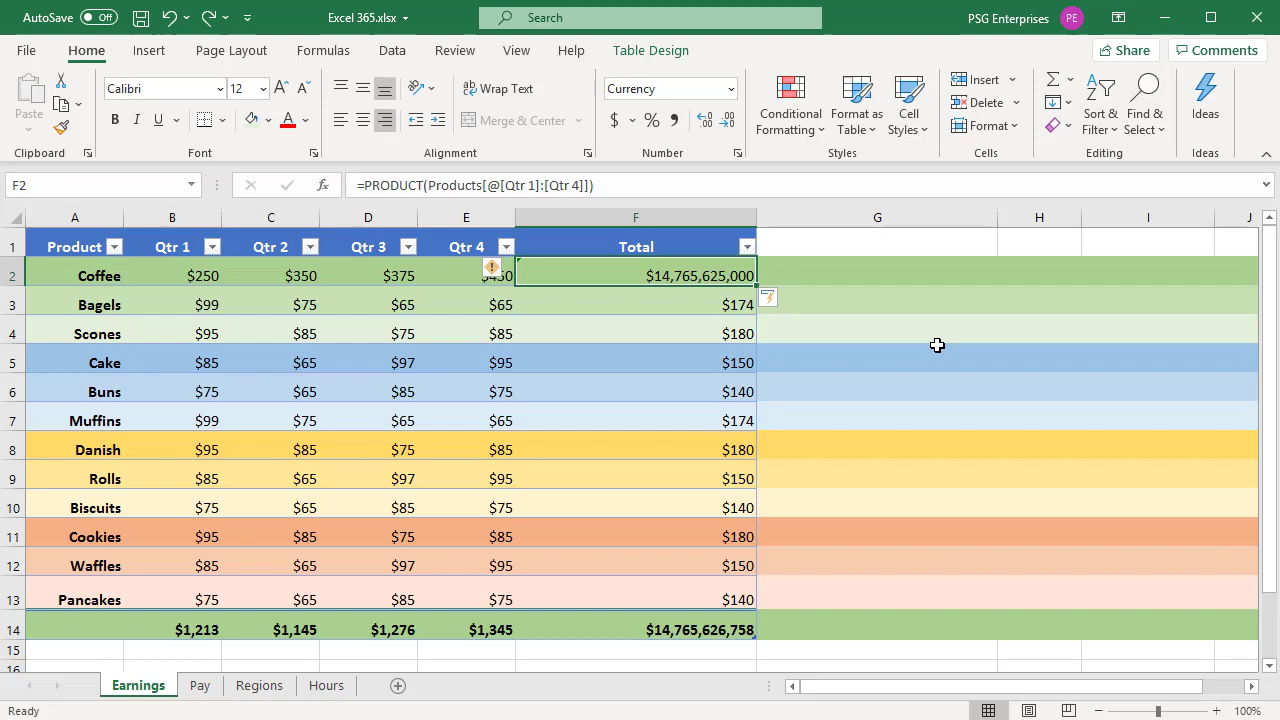 AutoSave Off Excel 365.xlsx Search PSG Enterprises PE
File Home Insert Page Layout Formulas Data Review View Help Table Design Share Comments
Paste Calibri 12 Wrap Text Currency Conditional Formatting Format as Table Cell Styles Insert Sort & Filter Find & Select Ideas
B I U Merge & Center $ % Delete
Format
Clipboard Font Alignment Number Styles Cells Editing Ideas
F2 fx =PRODUCT(Products[@[Qtr 1]:[Qtr 4]])
A B C D E F G H I J
1 Product Qtr 1 Qtr 2 Qtr 3 Qtr 4 Total
2 Coffee $250 $350 $375 $450 $14,765,625,000
3 Bagels $99 $75 $65 $65 $174
4 Scones $95 $85 $75 $85 $180
5 Cake $85 $65 $97 $95 $150
6 Buns $75 $65 $85 $75 $140
7 Muffins $99 $75 $65 $65 $174
8 Danish $95 $85 $75 $85 $180
9 Rolls $85 $65 $97 $95 $150
10 Biscuits $75 $65 $85 $75 $140
11 Cookies $95 $85 $75 $85 $180
12 Waffles $85 $65 $97 $95 $150
13 Pancakes $75 $65 $85 $75 $140
14 $1,213 $1,145 $1,276 $1,345 $14,765,626,758
15
16
Earnings Pay Regions Hours
Ready 100%